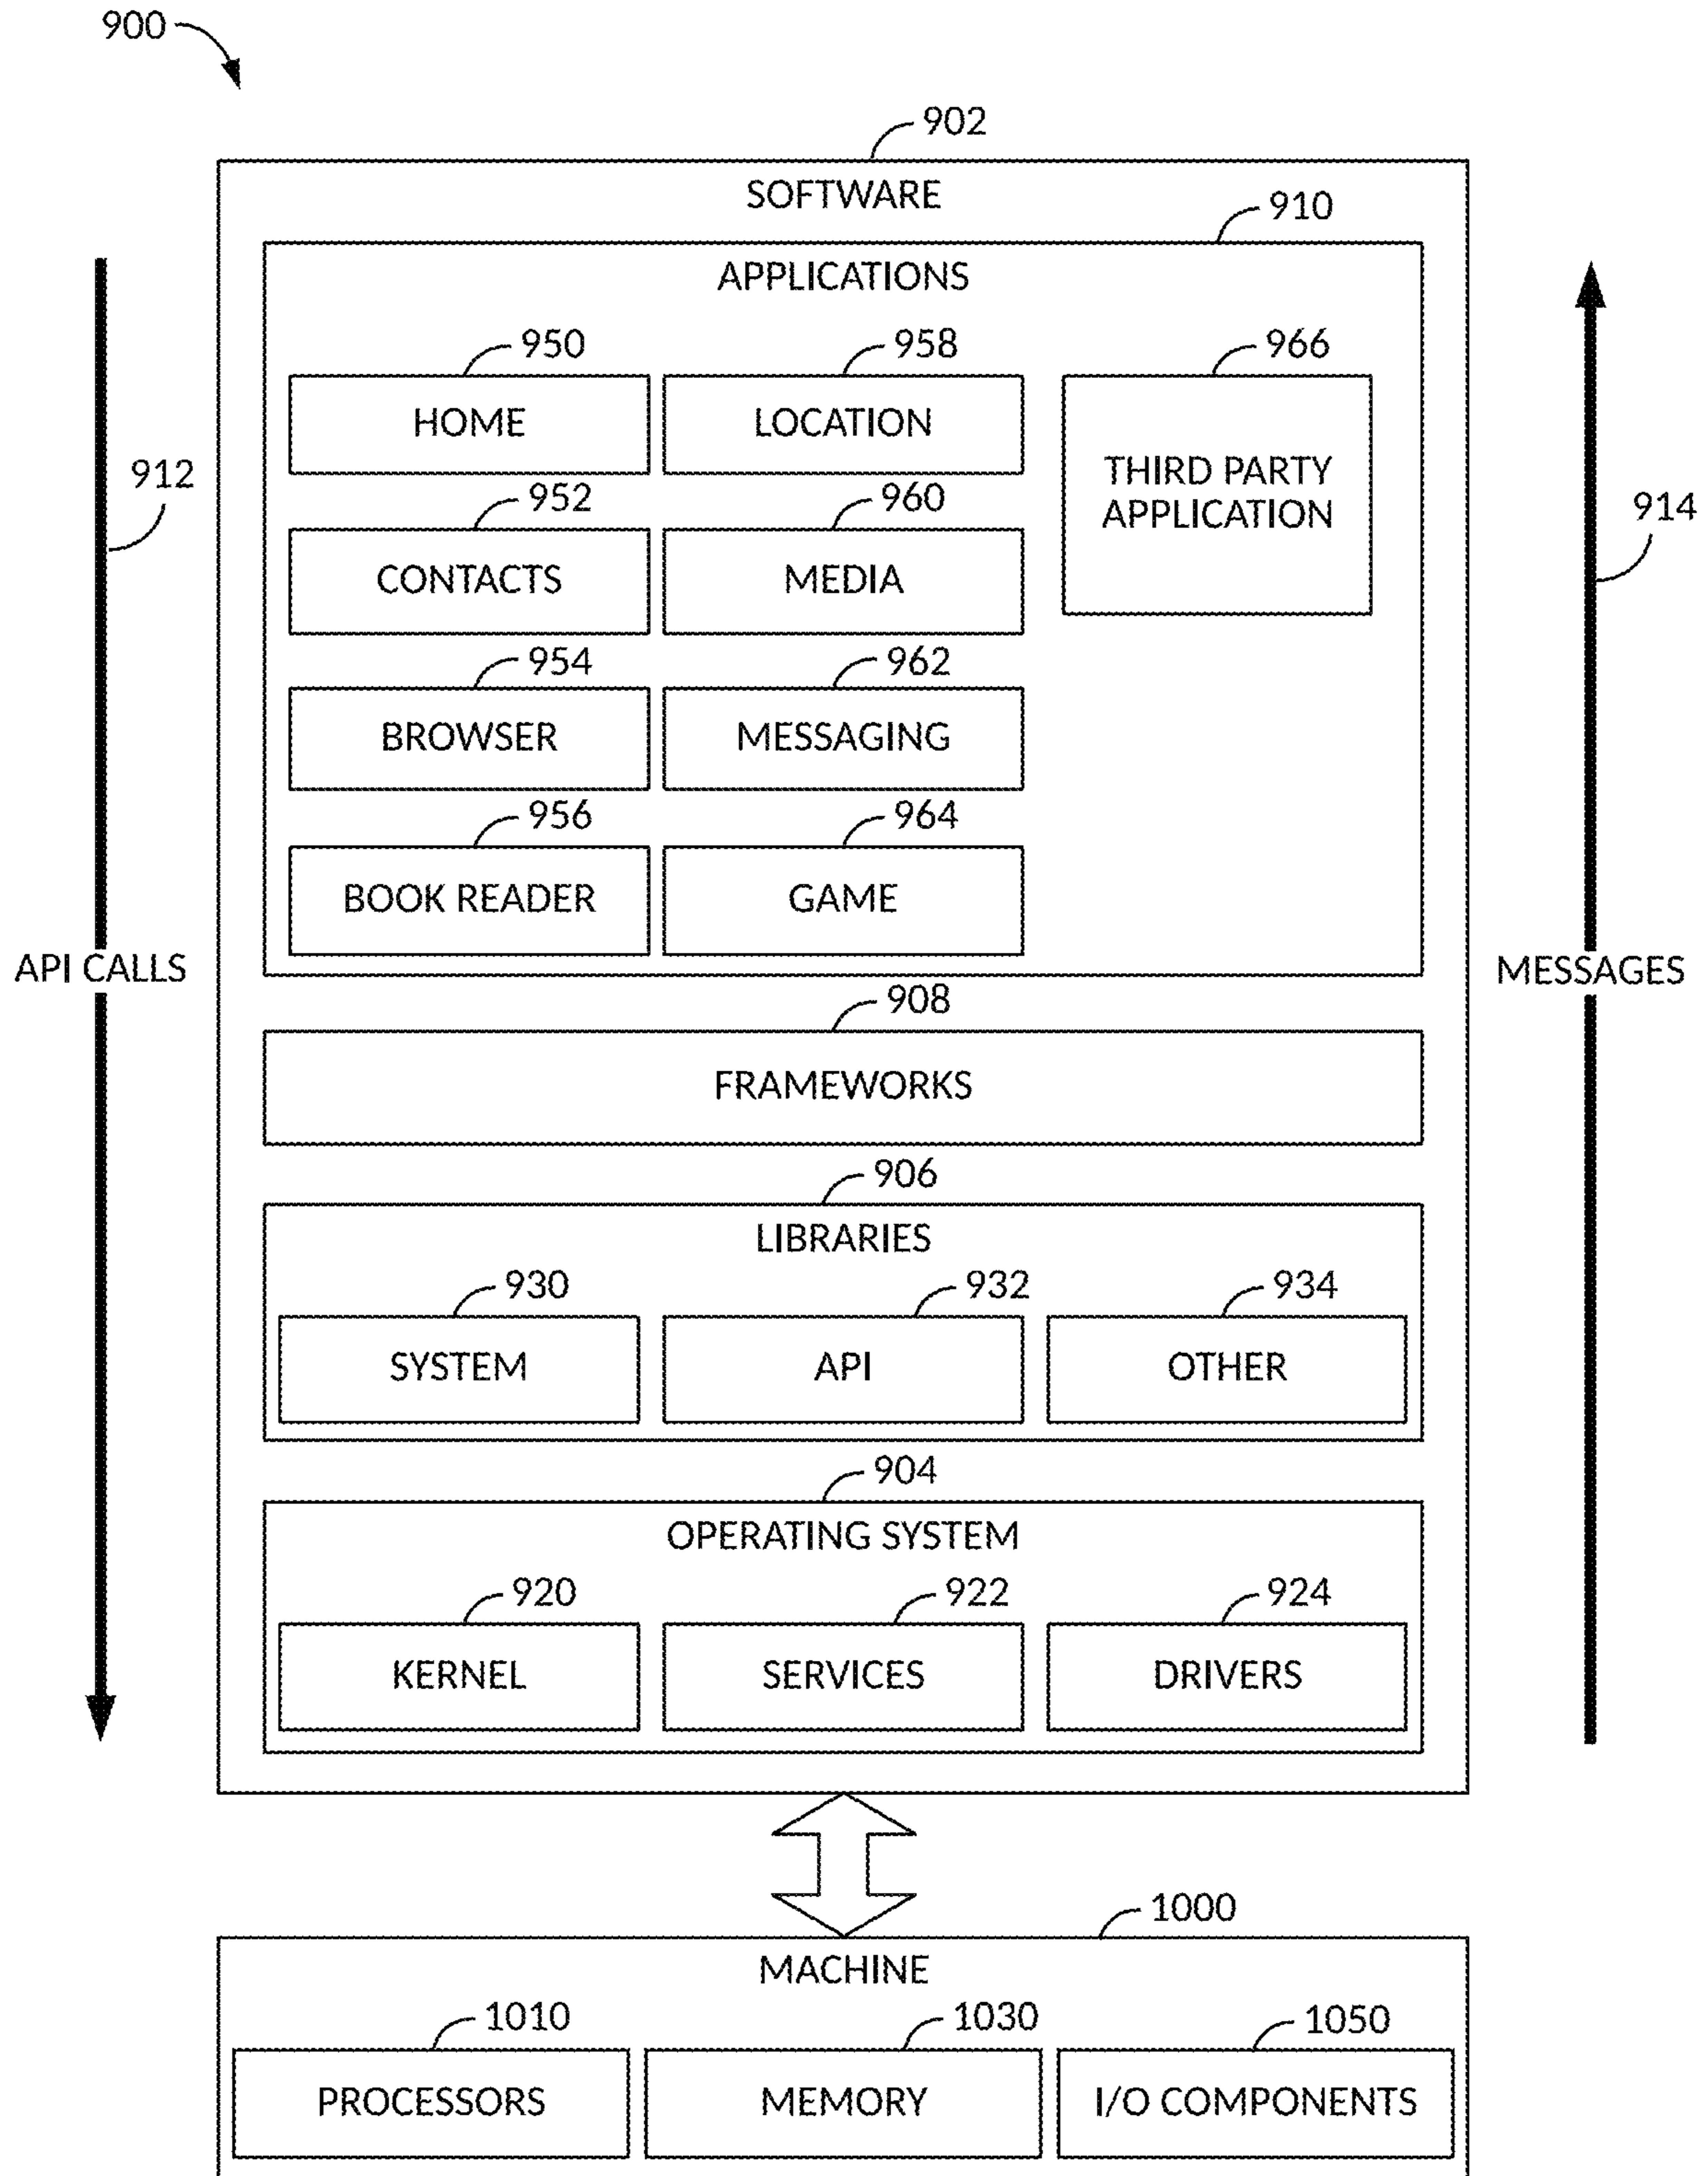 900
902
SOFTWARE
910
APPLICATIONS
950
958
966
HOME
LOCATION
THIRD PARTY
APPLICATION
912
952
960
914
CONTACTS
MEDIA
954
962
BROWSER
MESSAGING
956
964
BOOK READER
GAME
API CALLS
MESSAGES
908
FRAMEWORKS
906
LIBRARIES
930
932
934
SYSTEM
API
OTHER
904
OPERATING SYSTEM
920
922
924
KERNEL
SERVICES
DRIVERS
1000
MACHINE
1010
1030
1050
PROCESSORS
MEMORY
I/O COMPONENTS